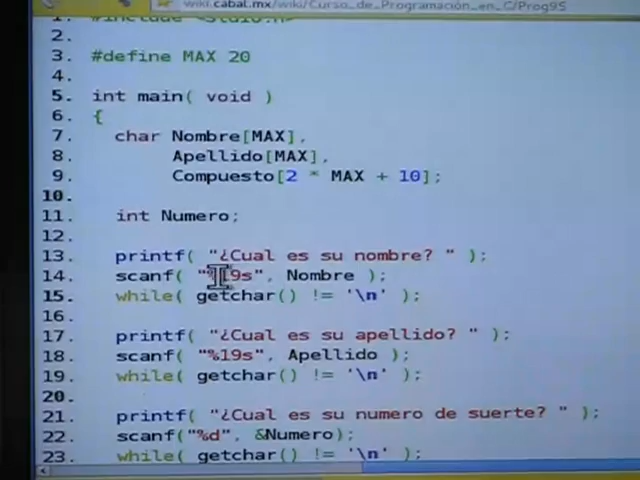 wiki.cabal.mx/wiki/Curso_de_Programación_en_C/Prog95
1. #include <stdio.h>
2.
3. #define MAX 20
4.
5. int main( void )
6. {
7. char Nombre[MAX],
8. Apellido[MAX],
9. Compuesto[2 * MAX + 10];
10.
11. int Numero;
12.
13. printf( "¿Cual es su nombre? " );
14. scanf( "%19s", Nombre );
15. while( getchar() != '\n' );
16.
17. printf( "¿Cual es su apellido? " );
18. scanf( "%19s", Apellido );
19. while( getchar() != '\n' );
20.
21. printf( "¿Cual es su numero de suerte? " );
22. scanf("%d", &Numero);
23. while( getchar() != '\n' );